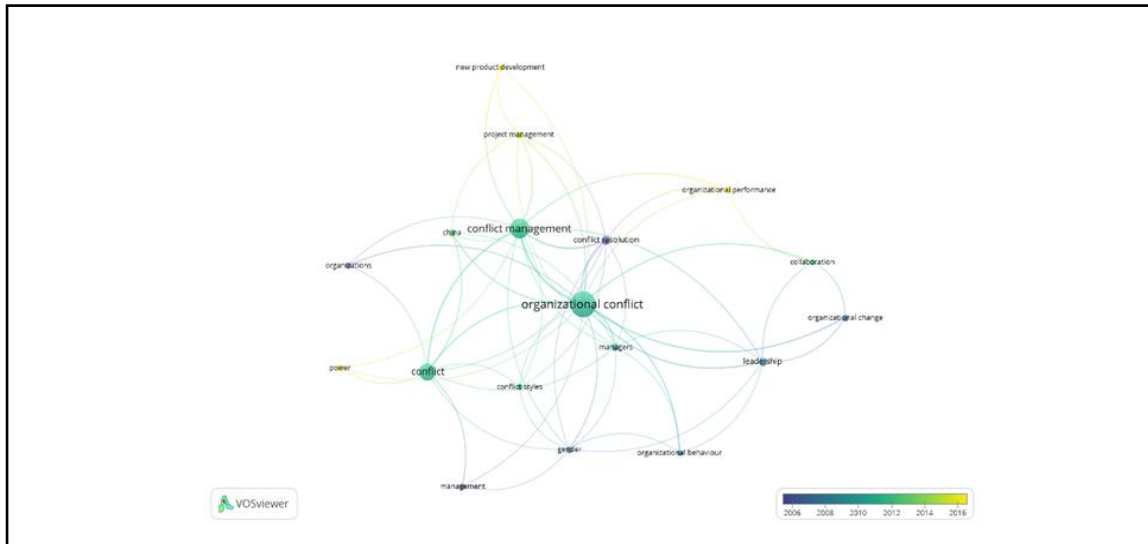 new product development
project management
organizational performance
conflict management
china
conflict resolution
organizations
collaboration
organizational conflict
organizational change
managers
leadership
power
conflict
conflict styles
gender
organizational behaviour
management
VOSviewer
2006 2008 2010 2012 2014 2016